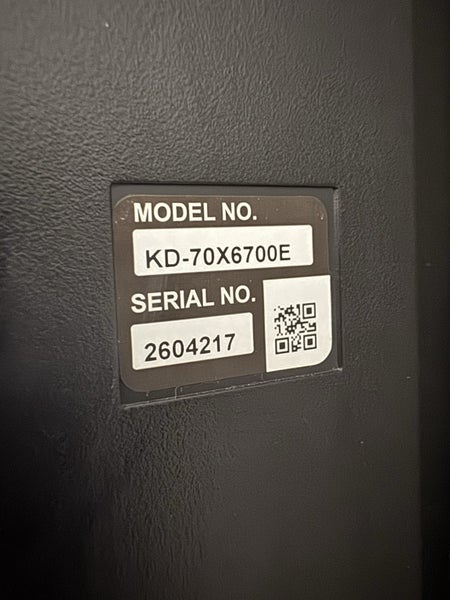 MODEL NO.
KD-70X6700E
SERIAL NO.
2604217